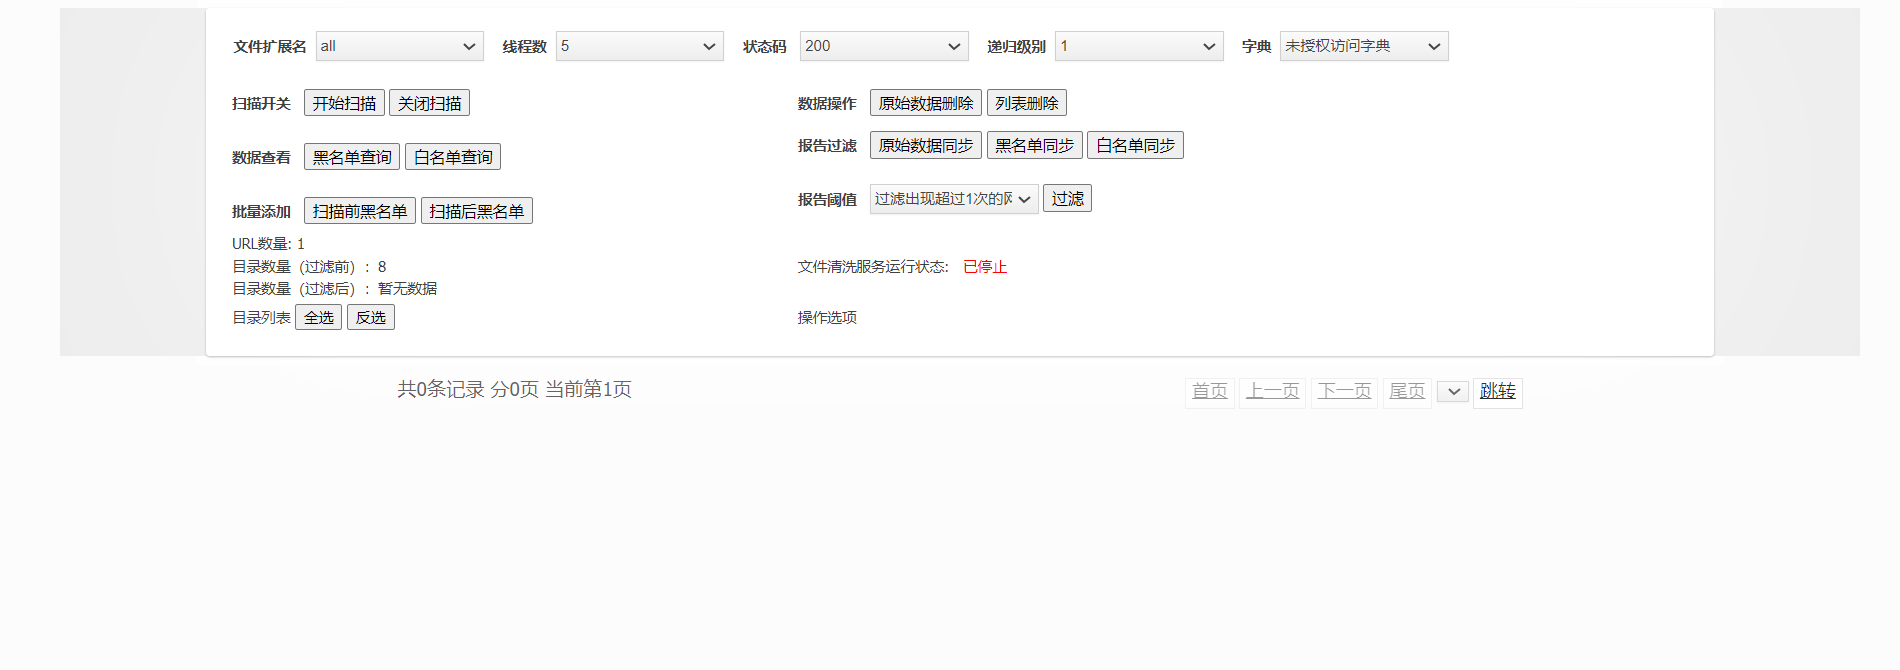 文件扩展名 all 线程数 5 状态码 200 递归级别 1 字典 未授权访问字典
扫描开关 开始扫描 关闭扫描 数据操作 原始数据删除 列表删除
报告过滤 原始数据同步 黑名单同步 白名单同步
数据查看 黑名单查询 白名单查询
报告阈值 过滤出现超过1次的网 过滤
批量添加 扫描前黑名单 扫描后黑名单
URL数量: 1
目录数量（过滤前）: 8 文件清洗服务运行状态: 已停止
目录数量（过滤后）: 暂无数据
目录列表 全选 反选 操作选项
共0条记录 分0页 当前第1页 首页 上一页 下一页 尾页 跳转